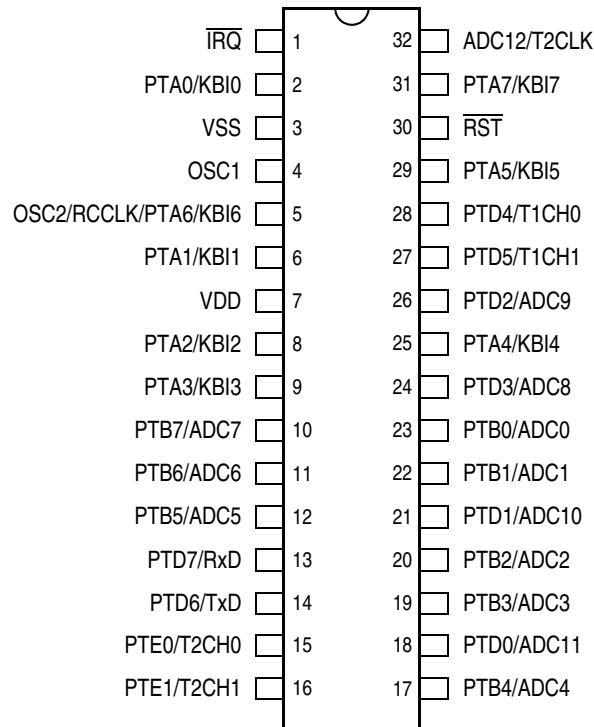 IRQ 1 32 ADC12/T2CLK
PTA0/KBI0 2 31 PTA7/KBI7
VSS 3 30 RST
OSC1 4 29 PTA5/KBI5
OSC2/RCCLK/PTA6/KBI6 5 28 PTD4/T1CH0
PTA1/KBI1 6 27 PTD5/T1CH1
VDD 7 26 PTD2/ADC9
PTA2/KBI2 8 25 PTA4/KBI4
PTA3/KBI3 9 24 PTD3/ADC8
PTB7/ADC7 10 23 PTB0/ADC0
PTB6/ADC6 11 22 PTB1/ADC1
PTB5/ADC5 12 21 PTD1/ADC10
PTD7/RxD 13 20 PTB2/ADC2
PTD6/TxD 14 19 PTB3/ADC3
PTE0/T2CH0 15 18 PTD0/ADC11
PTE1/T2CH1 16 17 PTB4/ADC4